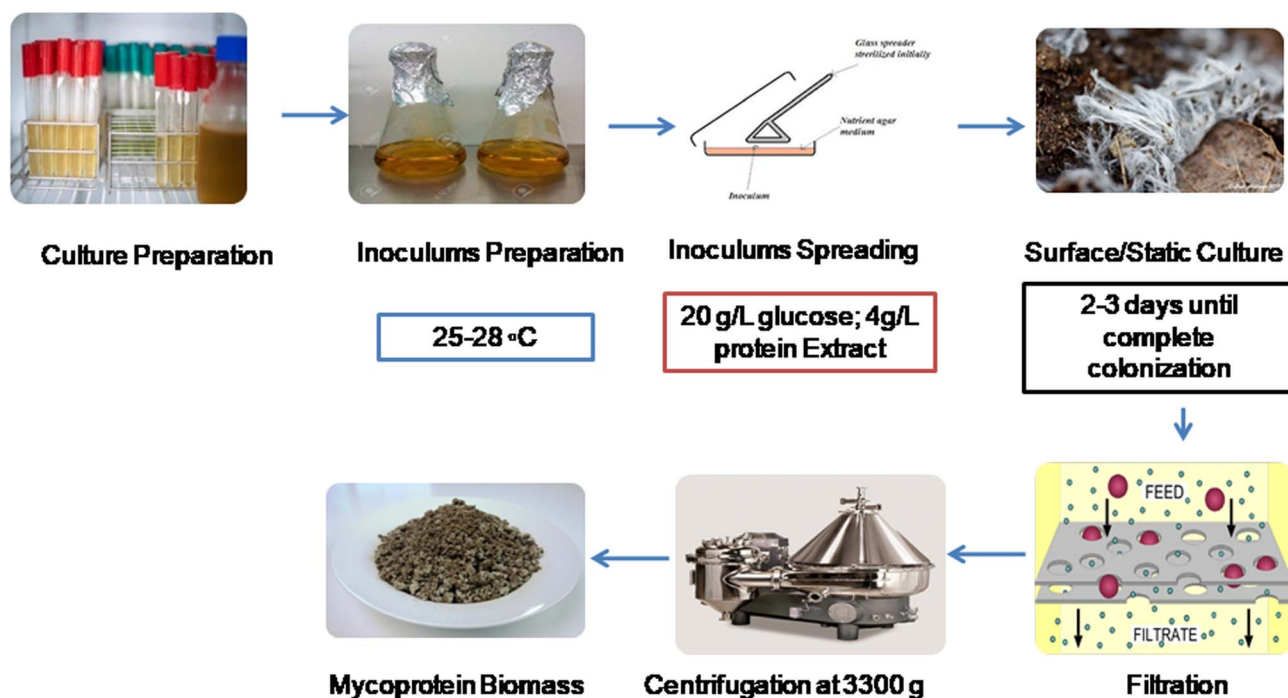 Glass spreader
strerilized initially
Nutrient agar
medium
Inoculum
Culture Preparation
Inoculums Preparation
Inoculums Spreading
Surface/Static Culture
25-28 °C
20 g/L glucose; 4g/L
protein Extract
2-3 days until
complete
colonization
FEED
FILTRATE
Mycoprotein Biomass
Centrifugation at 3300 g
Filtration